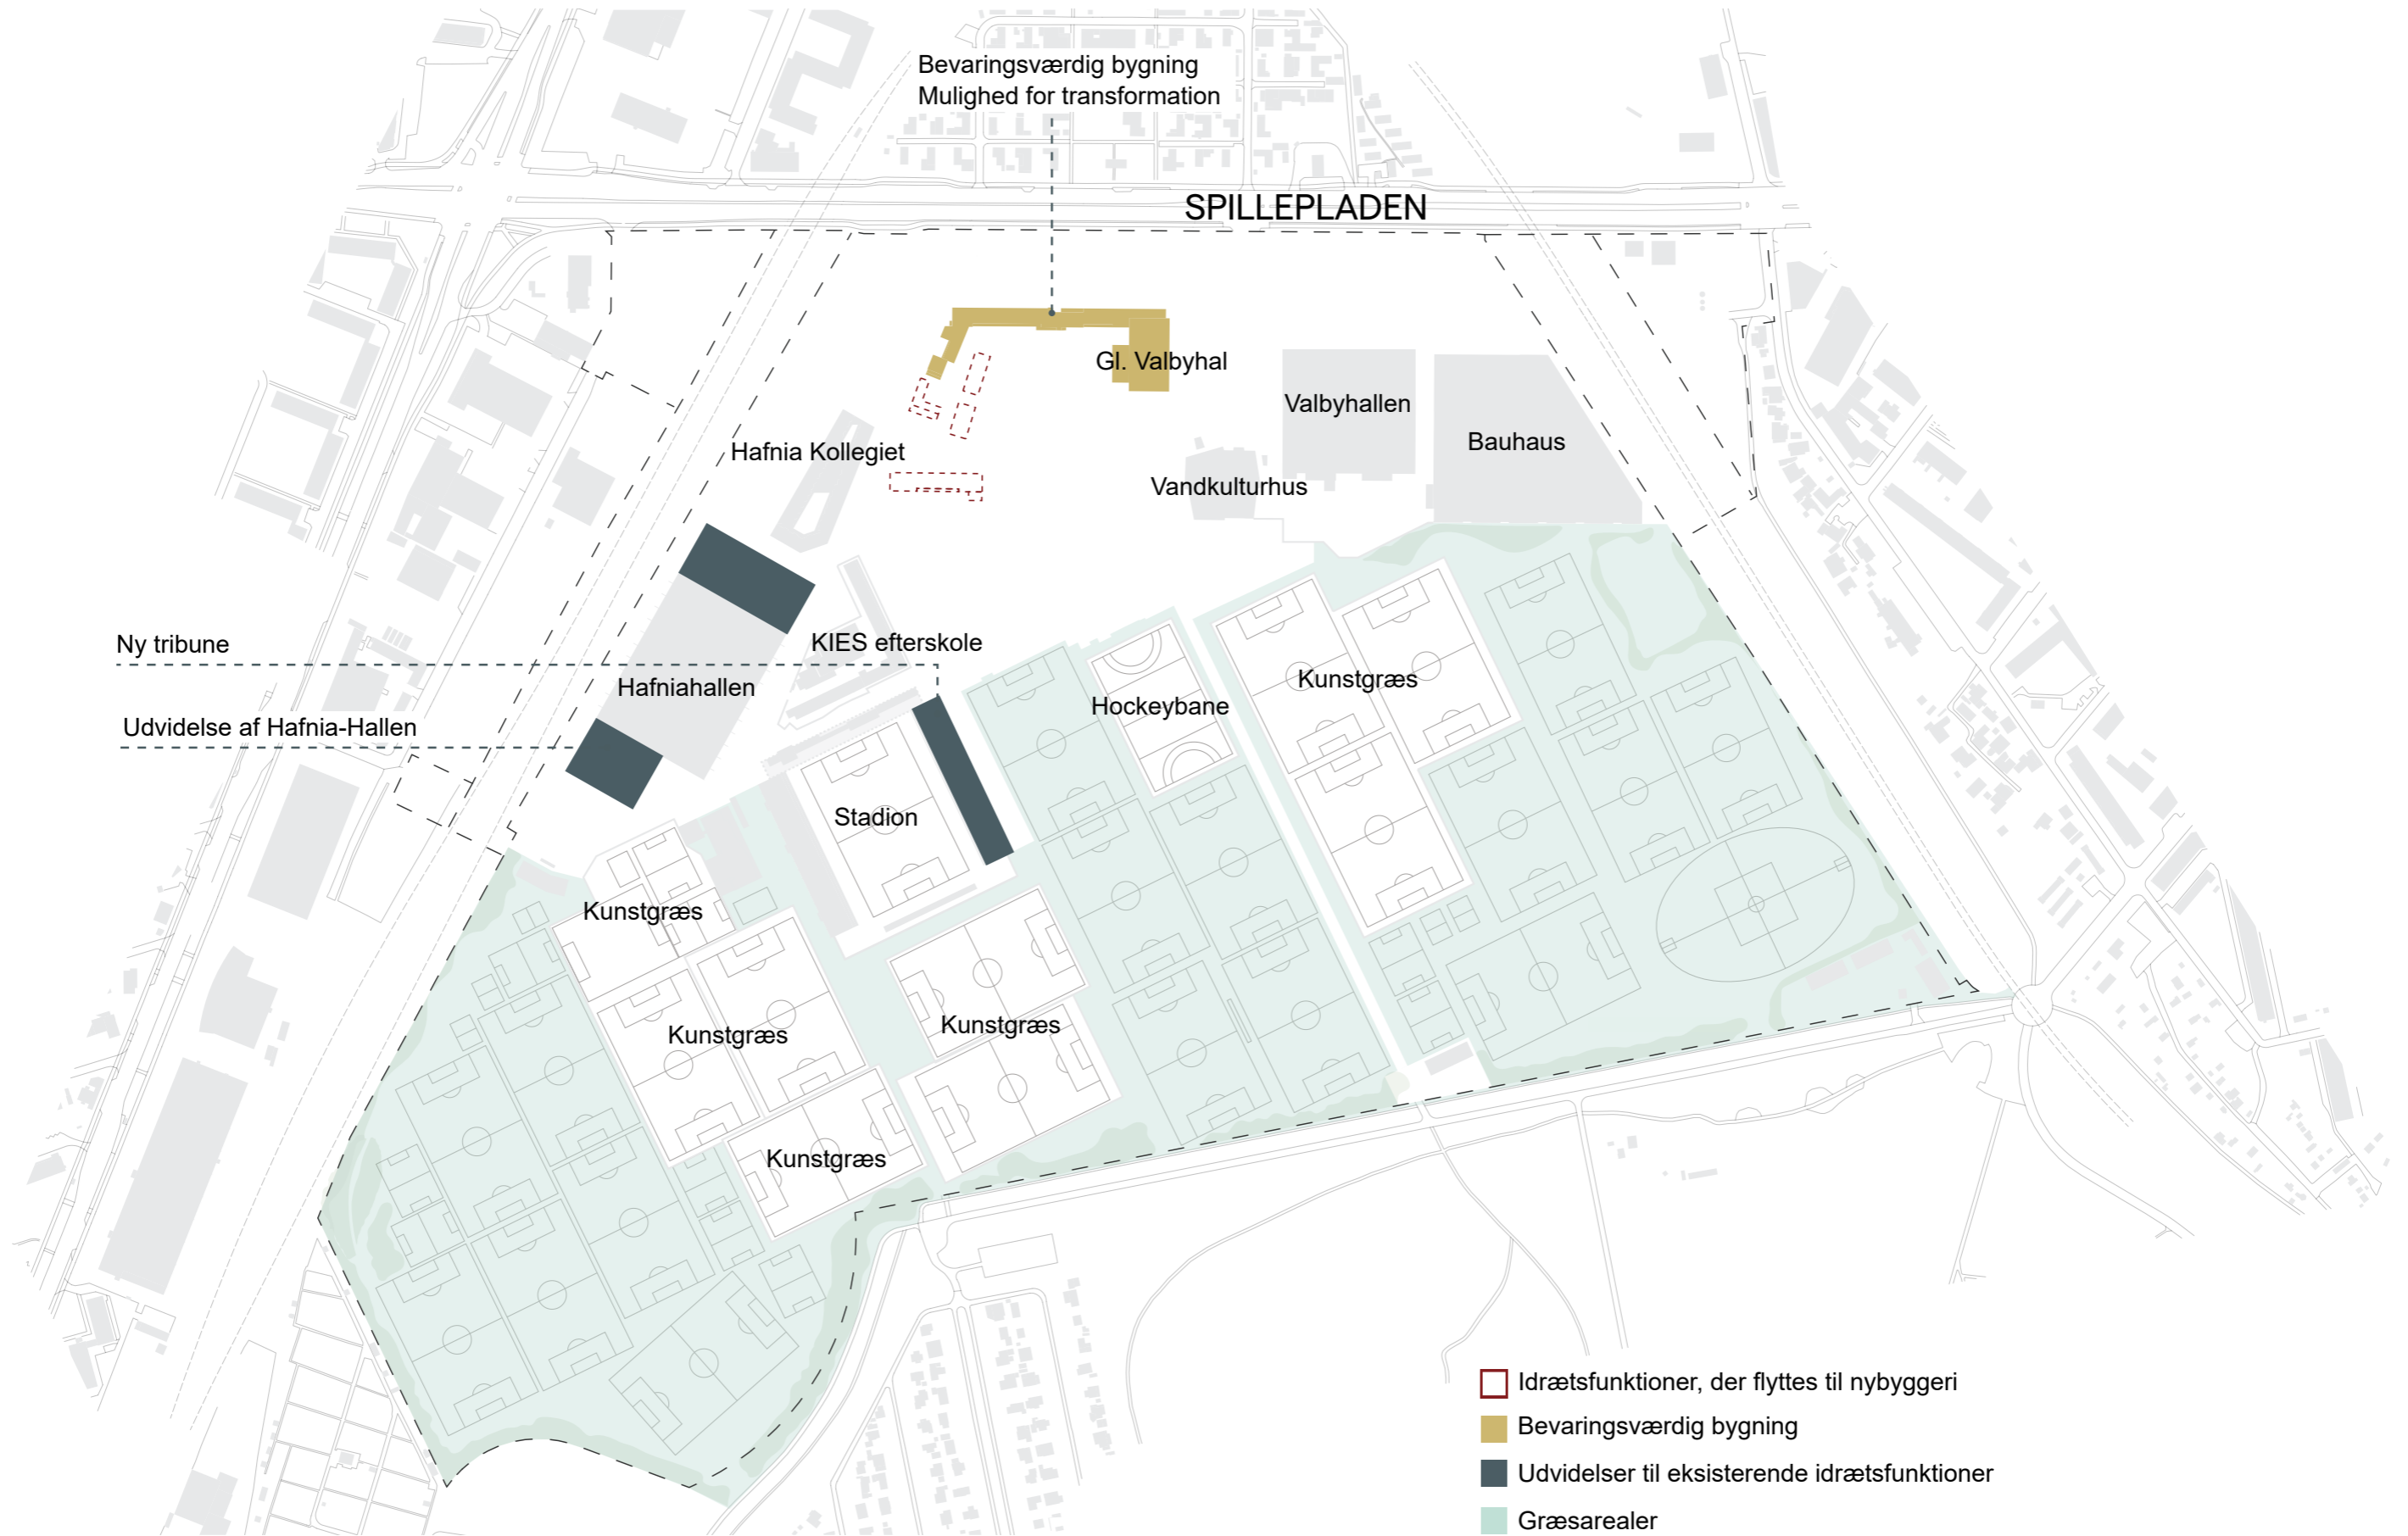 Bevaringsværdig bygning
Mulighed for transformation
SPILLEPLADEN
Gl. Valbyhal
Valbyhallen
Bauhaus
Hafnia Kollegiet
Vandkulturhus
Ny tribune
KIES efterskole
Hafniahallen
Kunstgræs
Hockeybane
Udvidelse af Hafnia-Hallen
Stadion
Kunstgræs
Kunstgræs
Kunstgræs
Kunstgræs
Idrætsfunktioner, der flyttes til nybyggeri
Bevaringsværdig bygning
Udvidelser til eksisterende idrætsfunktioner
Græsarealer